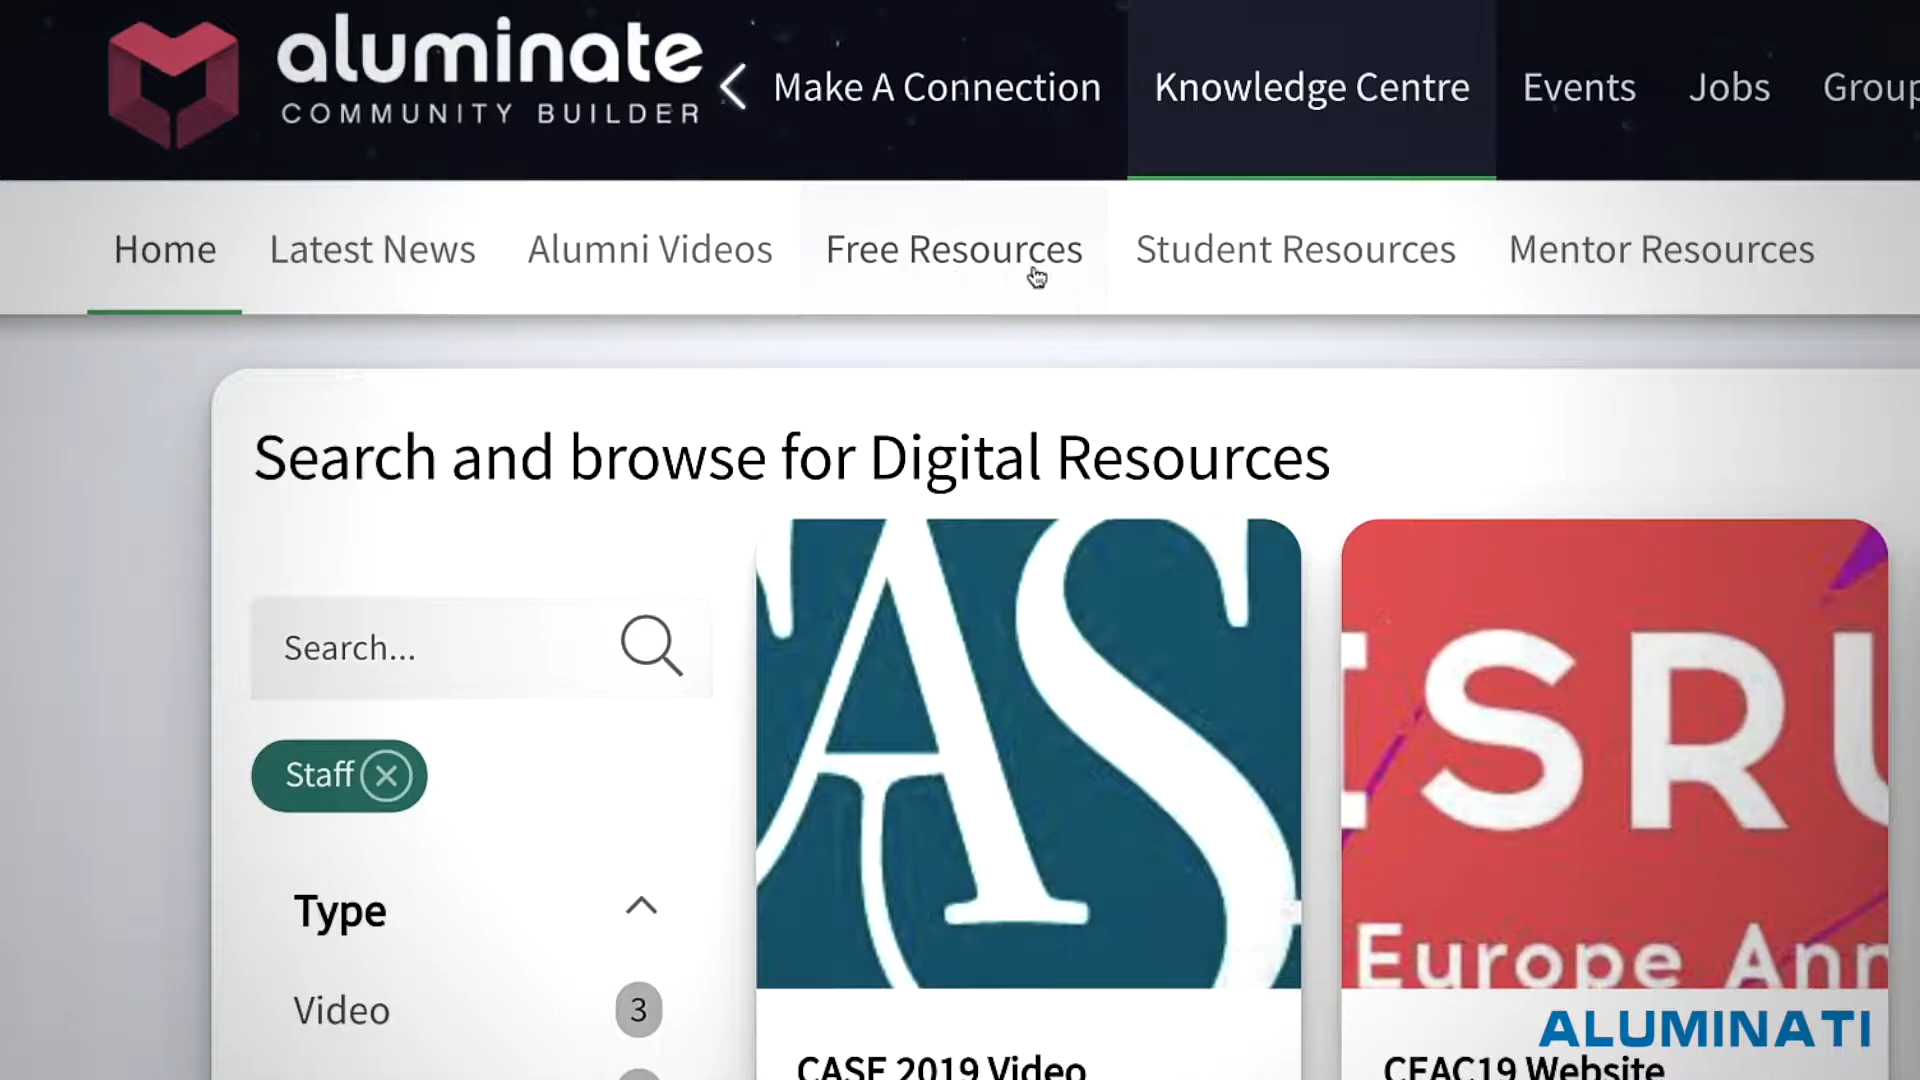 aluminate
COMMUNITY BUILDER
Make A Connection
Knowledge Centre
Events
Jobs
Group
Home
Latest News
Alumni Videos
Free Resources
Student Resources
Mentor Resources
Search and browse for Digital Resources
Search...
Staff
Type
Video
3
AS
SRU
Europe Ann
CASE 2019 Video
CEAC19 Website
ALUMINATI